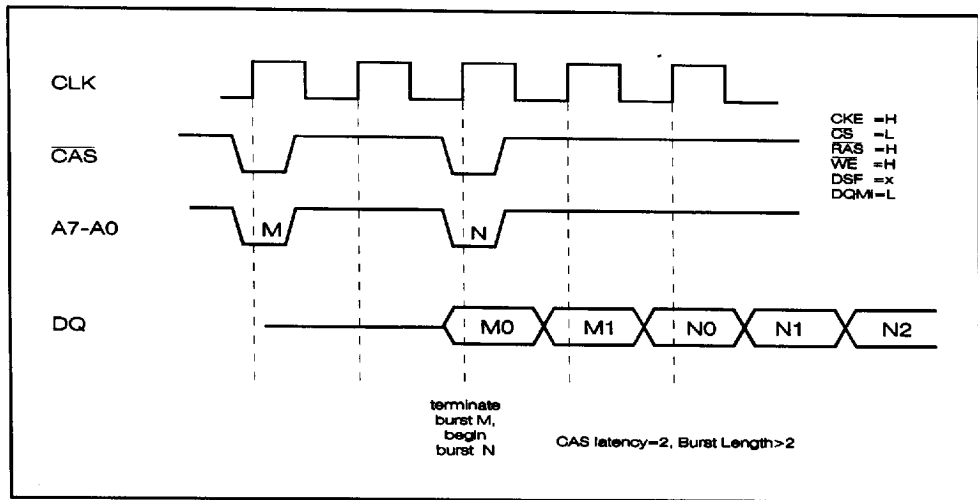 CLK
CKE =H
CS =L
RAS =H
WE =H
DSF =x
DQMi=L
CAS
A7-A0
M
N
DQ
M0
M1
N0
N1
N2
terminate
burst M,
begin
burst N
CAS latency=2, Burst Length>2